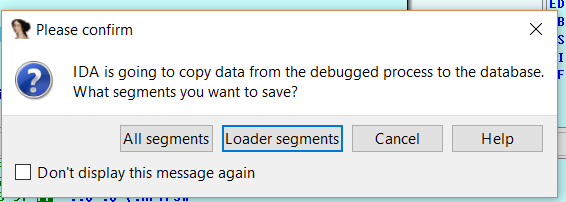 Please confirm
IDA is going to copy data from the debugged process to the database.
What segments you want to save?
All segments
Loader segments
Cancel
Help
Don't display this message again